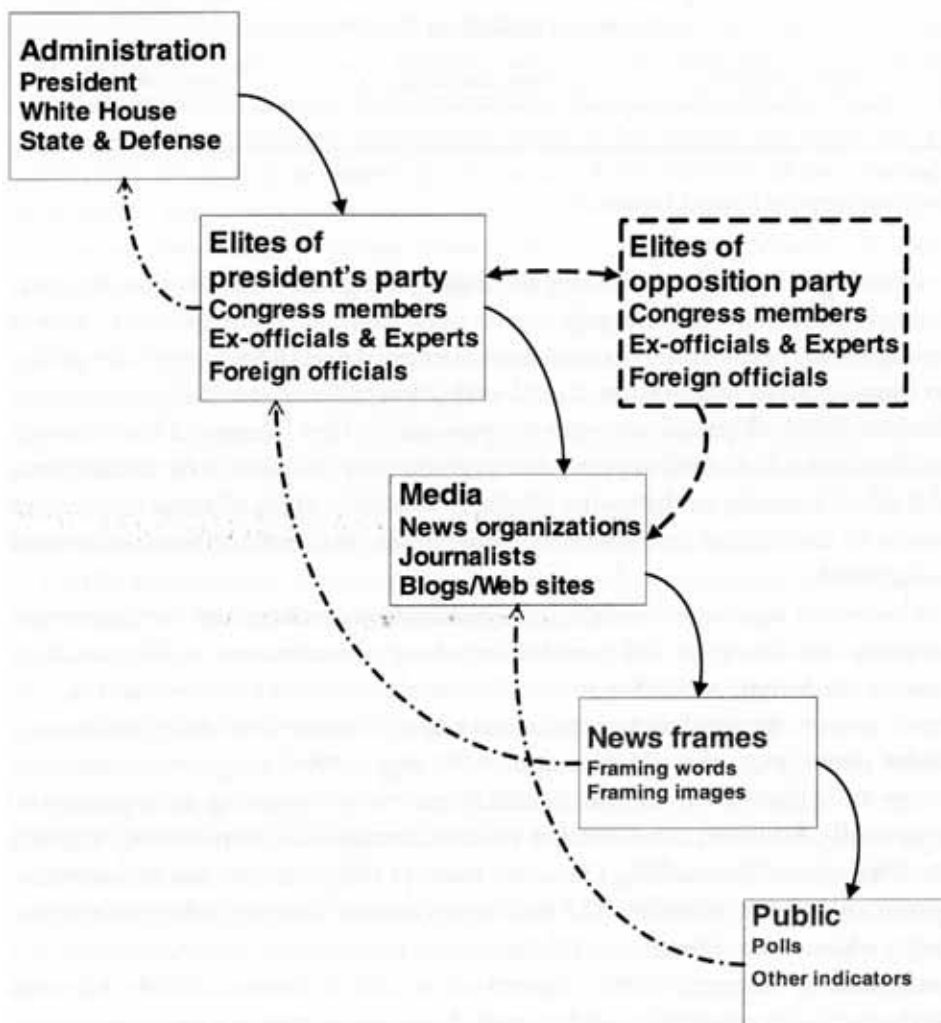 Administration
President
White House
State & Defense
Elites of
president's party
Congress members
Ex-officials & Experts
Foreign officials
Elites of
opposition party
Congress members
Ex-officials & Experts
Foreign officials
Media
News organizations
Journalists
Blogs/Web sites
News frames
Framing words
Framing images
Public
Polls
Other indicators